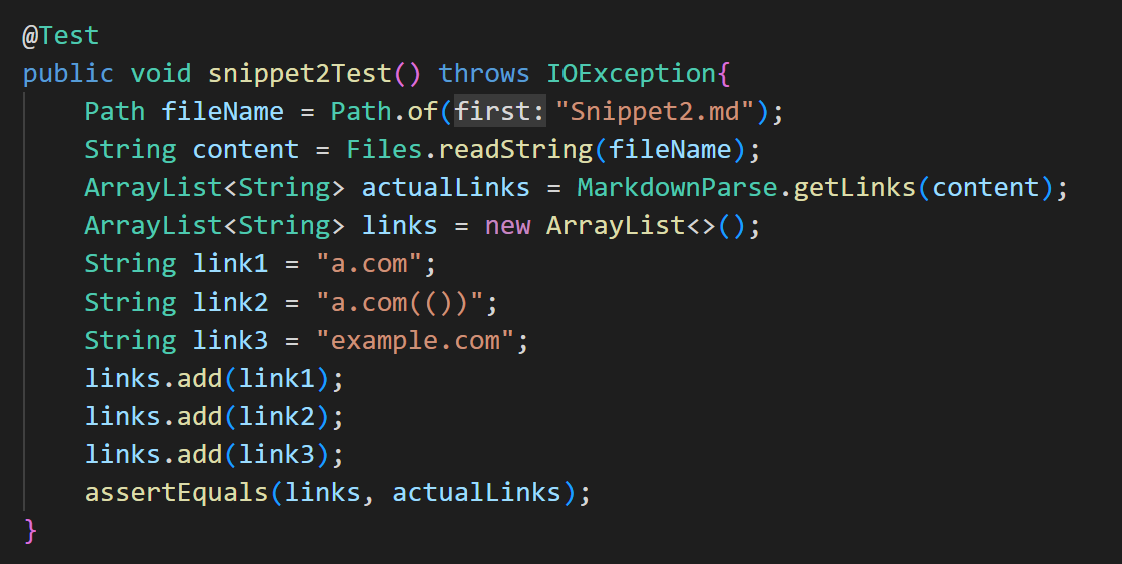 @Test
public void snippet2Test() throws IOException{
    Path fileName = Path.of(first: "Snippet2.md");
    String content = Files.readString(fileName);
    ArrayList<String> actualLinks = MarkdownParse.getLinks(content);
    ArrayList<String> links = new ArrayList<>();
    String link1 = "a.com";
    String link2 = "a.com(())";
    String link3 = "example.com";
    links.add(link1);
    links.add(link2);
    links.add(link3);
    assertEquals(links, actualLinks);
}